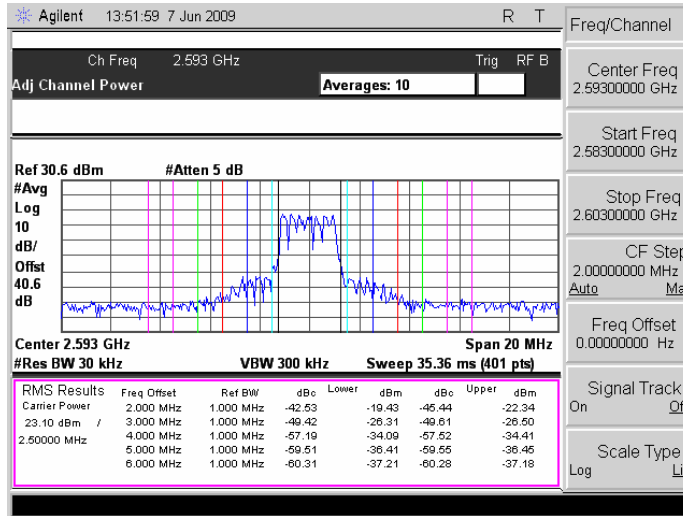 Agilent 13:51:59 7 Jun 2009 R T
Ch Freq 2.593 GHz Trig RF B
Adj Channel Power Averages: 10
Ref 30.6 dBm #Atten 5 dB
#Avg
Log
10
dB/
Offst
40.6
dB
Center 2.593 GHz Span 20 MHz
#Res BW 30 kHz VBW 300 kHz Sweep 35.36 ms (401 pts)
RMS Results Freq Offset Ref BW dBc Lower dBm dBc Upper dBm
Carrier Power 2.000 MHz 1.000 MHz -42.53 -19.43 -45.44 -22.34
23.10 dBm / 3.000 MHz 1.000 MHz -49.42 -26.31 -49.61 -26.50
2.50000 MHz 4.000 MHz 1.000 MHz -57.19 -34.09 -57.52 -34.41
5.000 MHz 1.000 MHz -59.51 -36.41 -59.55 -36.45
6.000 MHz 1.000 MHz -60.31 -37.21 -60.28 -37.18
Freq/Channel
Center Freq
2.59300000 GHz
Start Freq
2.58300000 GHz
Stop Freq
2.60300000 GHz
CF Step
2.00000000 MHz
Auto Ma
Freq Offset
0.00000000 Hz
Signal Track
On Of
Scale Type
Log Li